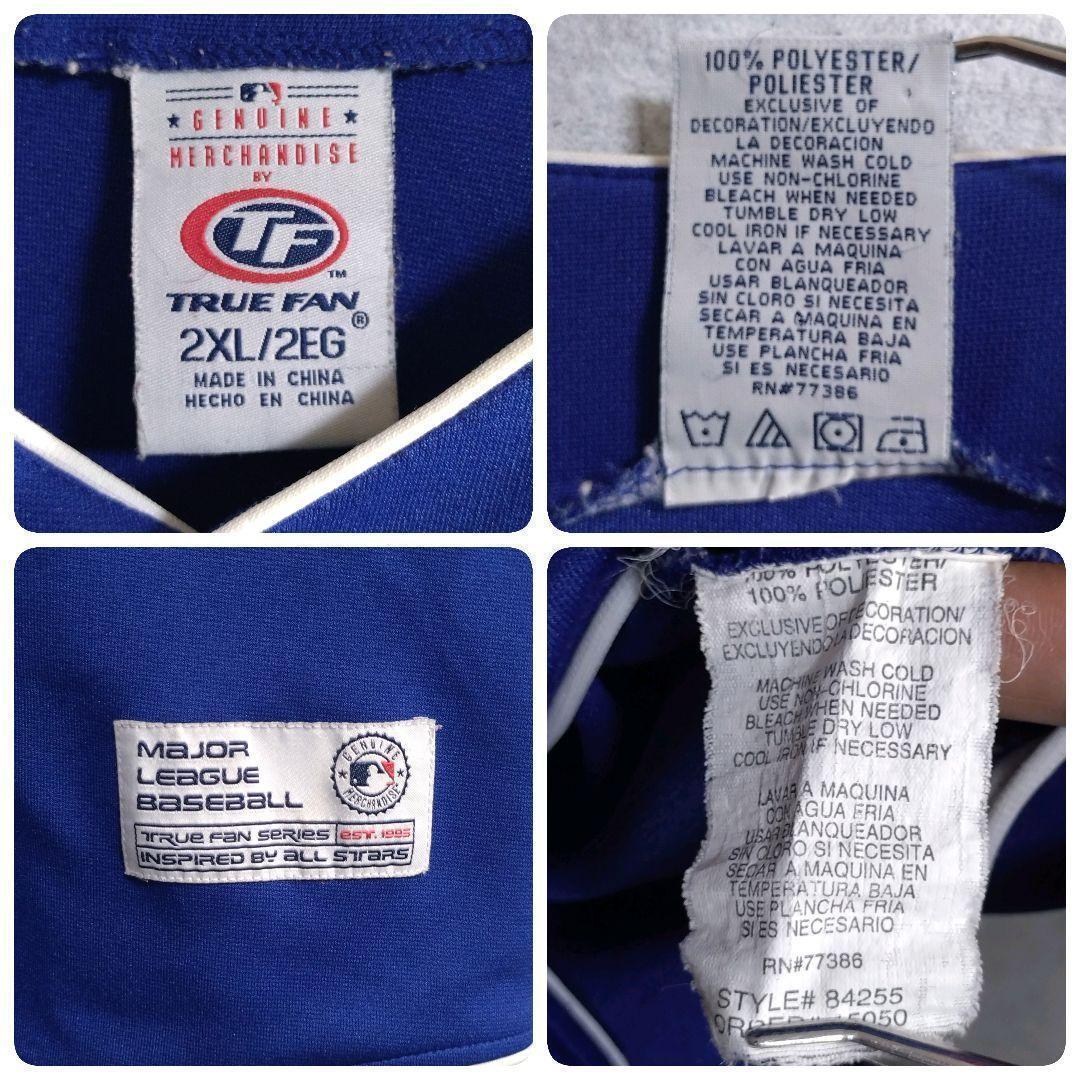 ★ GENUINE ★
MERCHANDISE
BY
TF
TM
TRUE FAN®
2XL/2EG
MADE IN CHINA
HECHO EN CHINA
100% POLYESTER/
POLIESTER
EXCLUSIVE OF
DECORATION/EXCLUYENDO
LA DECORACION
MACHINE WASH COLD
USE NON-CHLORINE
BLEACH WHEN NEEDED
TUMBLE DRY LOW
COOL IRON IF NECESSARY
LAVAR A MAQUINA
CON AGUA FRIA
USAR BLANQUEADOR
SIN CLORO SI NECESITA
SECAR A MAQUINA EN
TEMPERATURA BAJA
USE PLANCHA FRIA
SI ES NECESARIO
RN#77386
MAJOR
LEAGUE
BASEBALL
GENUINE
MERCHANDISE
TRUE FAN SERIES EST. 1995
INSPIRED BY ALL STARS
100% POLYESTER/
100% POLIESTER
EXCLUSIVE OF DECORATION/
EXCLUYENDO LA DECORACION
MACHINE WASH COLD
USE NON-CHLORINE
BLEACH WHEN NEEDED
TUMBLE DRY LOW
COOL IRON IF NECESSARY
LAVAR A MAQUINA
CON AGUA FRIA
USAR BLANQUEADOR
SIN CLORO SI NECESITA
SECAR A MAQUINA EN
TEMPERATURA BAJA
USE PLANCHA FRIA
SI ES NECESARIO
RN#77386
STYLE# 84255
ORDER#